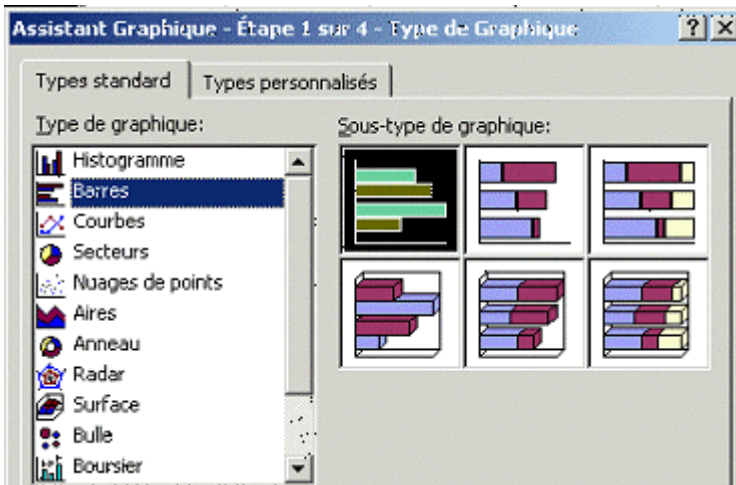 Assistant Graphique - Étape 1 sur 4 - Type de Graphique
Types standard
Types personnalisés
Type de graphique:
Sous-type de graphique:
Histogramme
Barres
Courbes
Secteurs
Nuages de points
Aires
Anneau
Radar
Surface
Bulle
Boursier